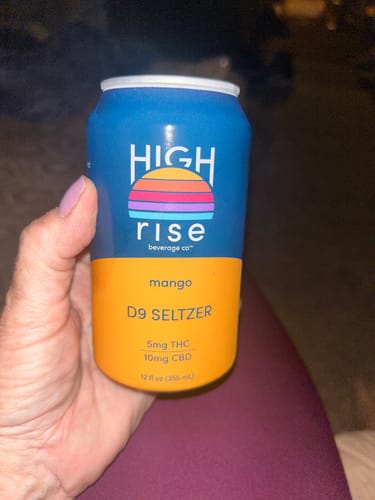 HIGH
rise
beverage co™
mango
D9 SELTZER
5mg THC
10mg CBD
12 fl oz (355 mL)